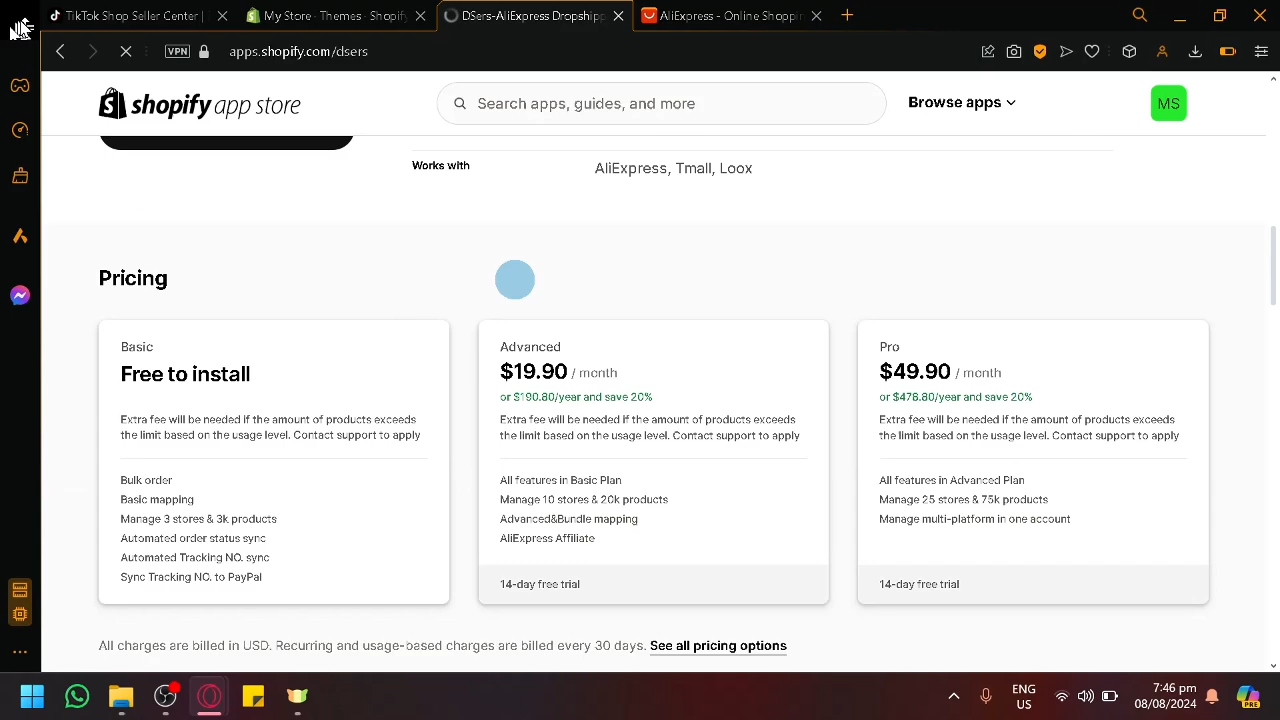 TikTok Shop Seller Center |
My Store - Themes · Shopify
DSers-AliExpress Dropship
AliExpress - Online Shoppi
VPN
apps.shopify.com/dsers
shopify app store
Search apps, guides, and more
Browse apps
MS
Works with
AliExpress, Tmall, Loox
Pricing
Basic
Free to install
Extra fee will be needed if the amount of products exceeds
the limit based on the usage level. Contact support to apply
Bulk order
Basic mapping
Manage 3 stores & 3k products
Automated order status sync
Automated Tracking NO. sync
Sync Tracking NO. to PayPal
Advanced
$19.90 / month
or $190.80/year and save 20%
Extra fee will be needed if the amount of products exceeds
the limit based on the usage level. Contact support to apply
All features in Basic Plan
Manage 10 stores & 20k products
Advanced&Bundle mapping
AliExpress Affiliate
14-day free trial
Pro
$49.90 / month
or $476.80/year and save 20%
Extra fee will be needed if the amount of products exceeds
the limit based on the usage level. Contact support to apply
All features in Advanced Plan
Manage 25 stores & 75k products
Manage multi-platform in one account
14-day free trial
All charges are billed in USD. Recurring and usage-based charges are billed every 30 days. See all pricing options
ENG
US
7:46 pm
08/08/2024
PRE